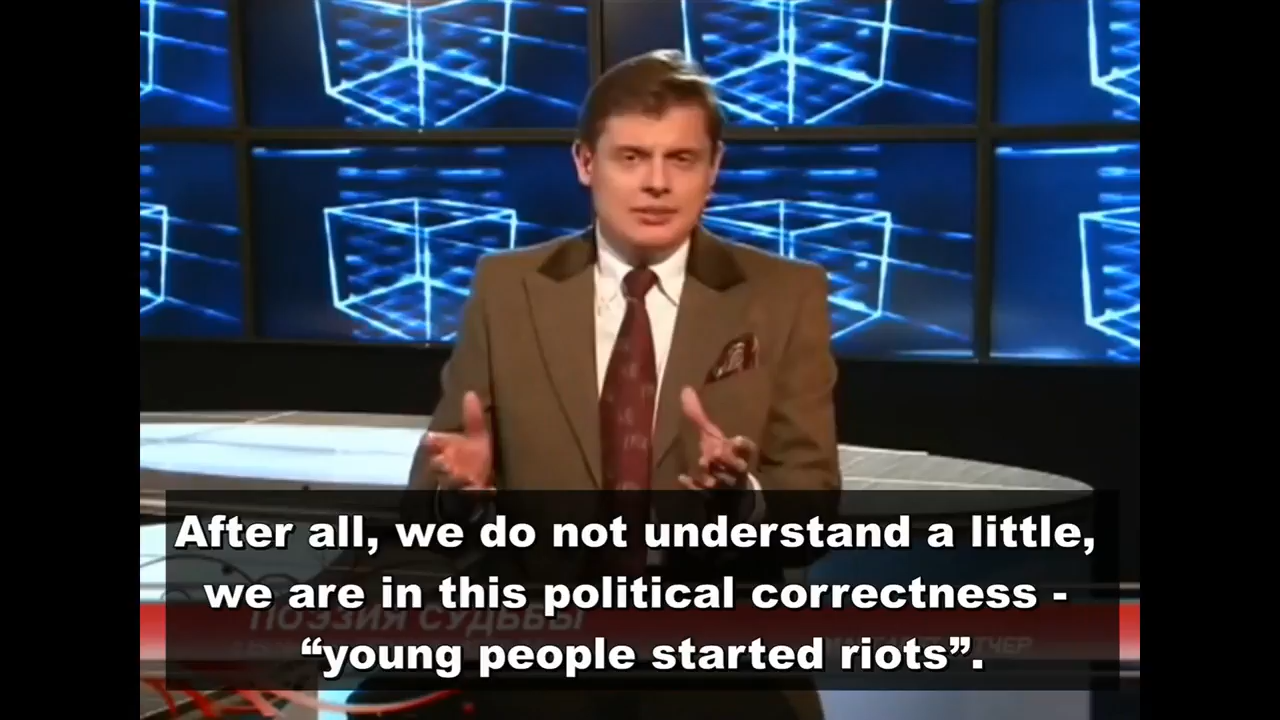 After all, we do not understand a little,
we are in this political correctness -
“young people started riots”.
ПОЭЗИЯ СУДЬБЫ